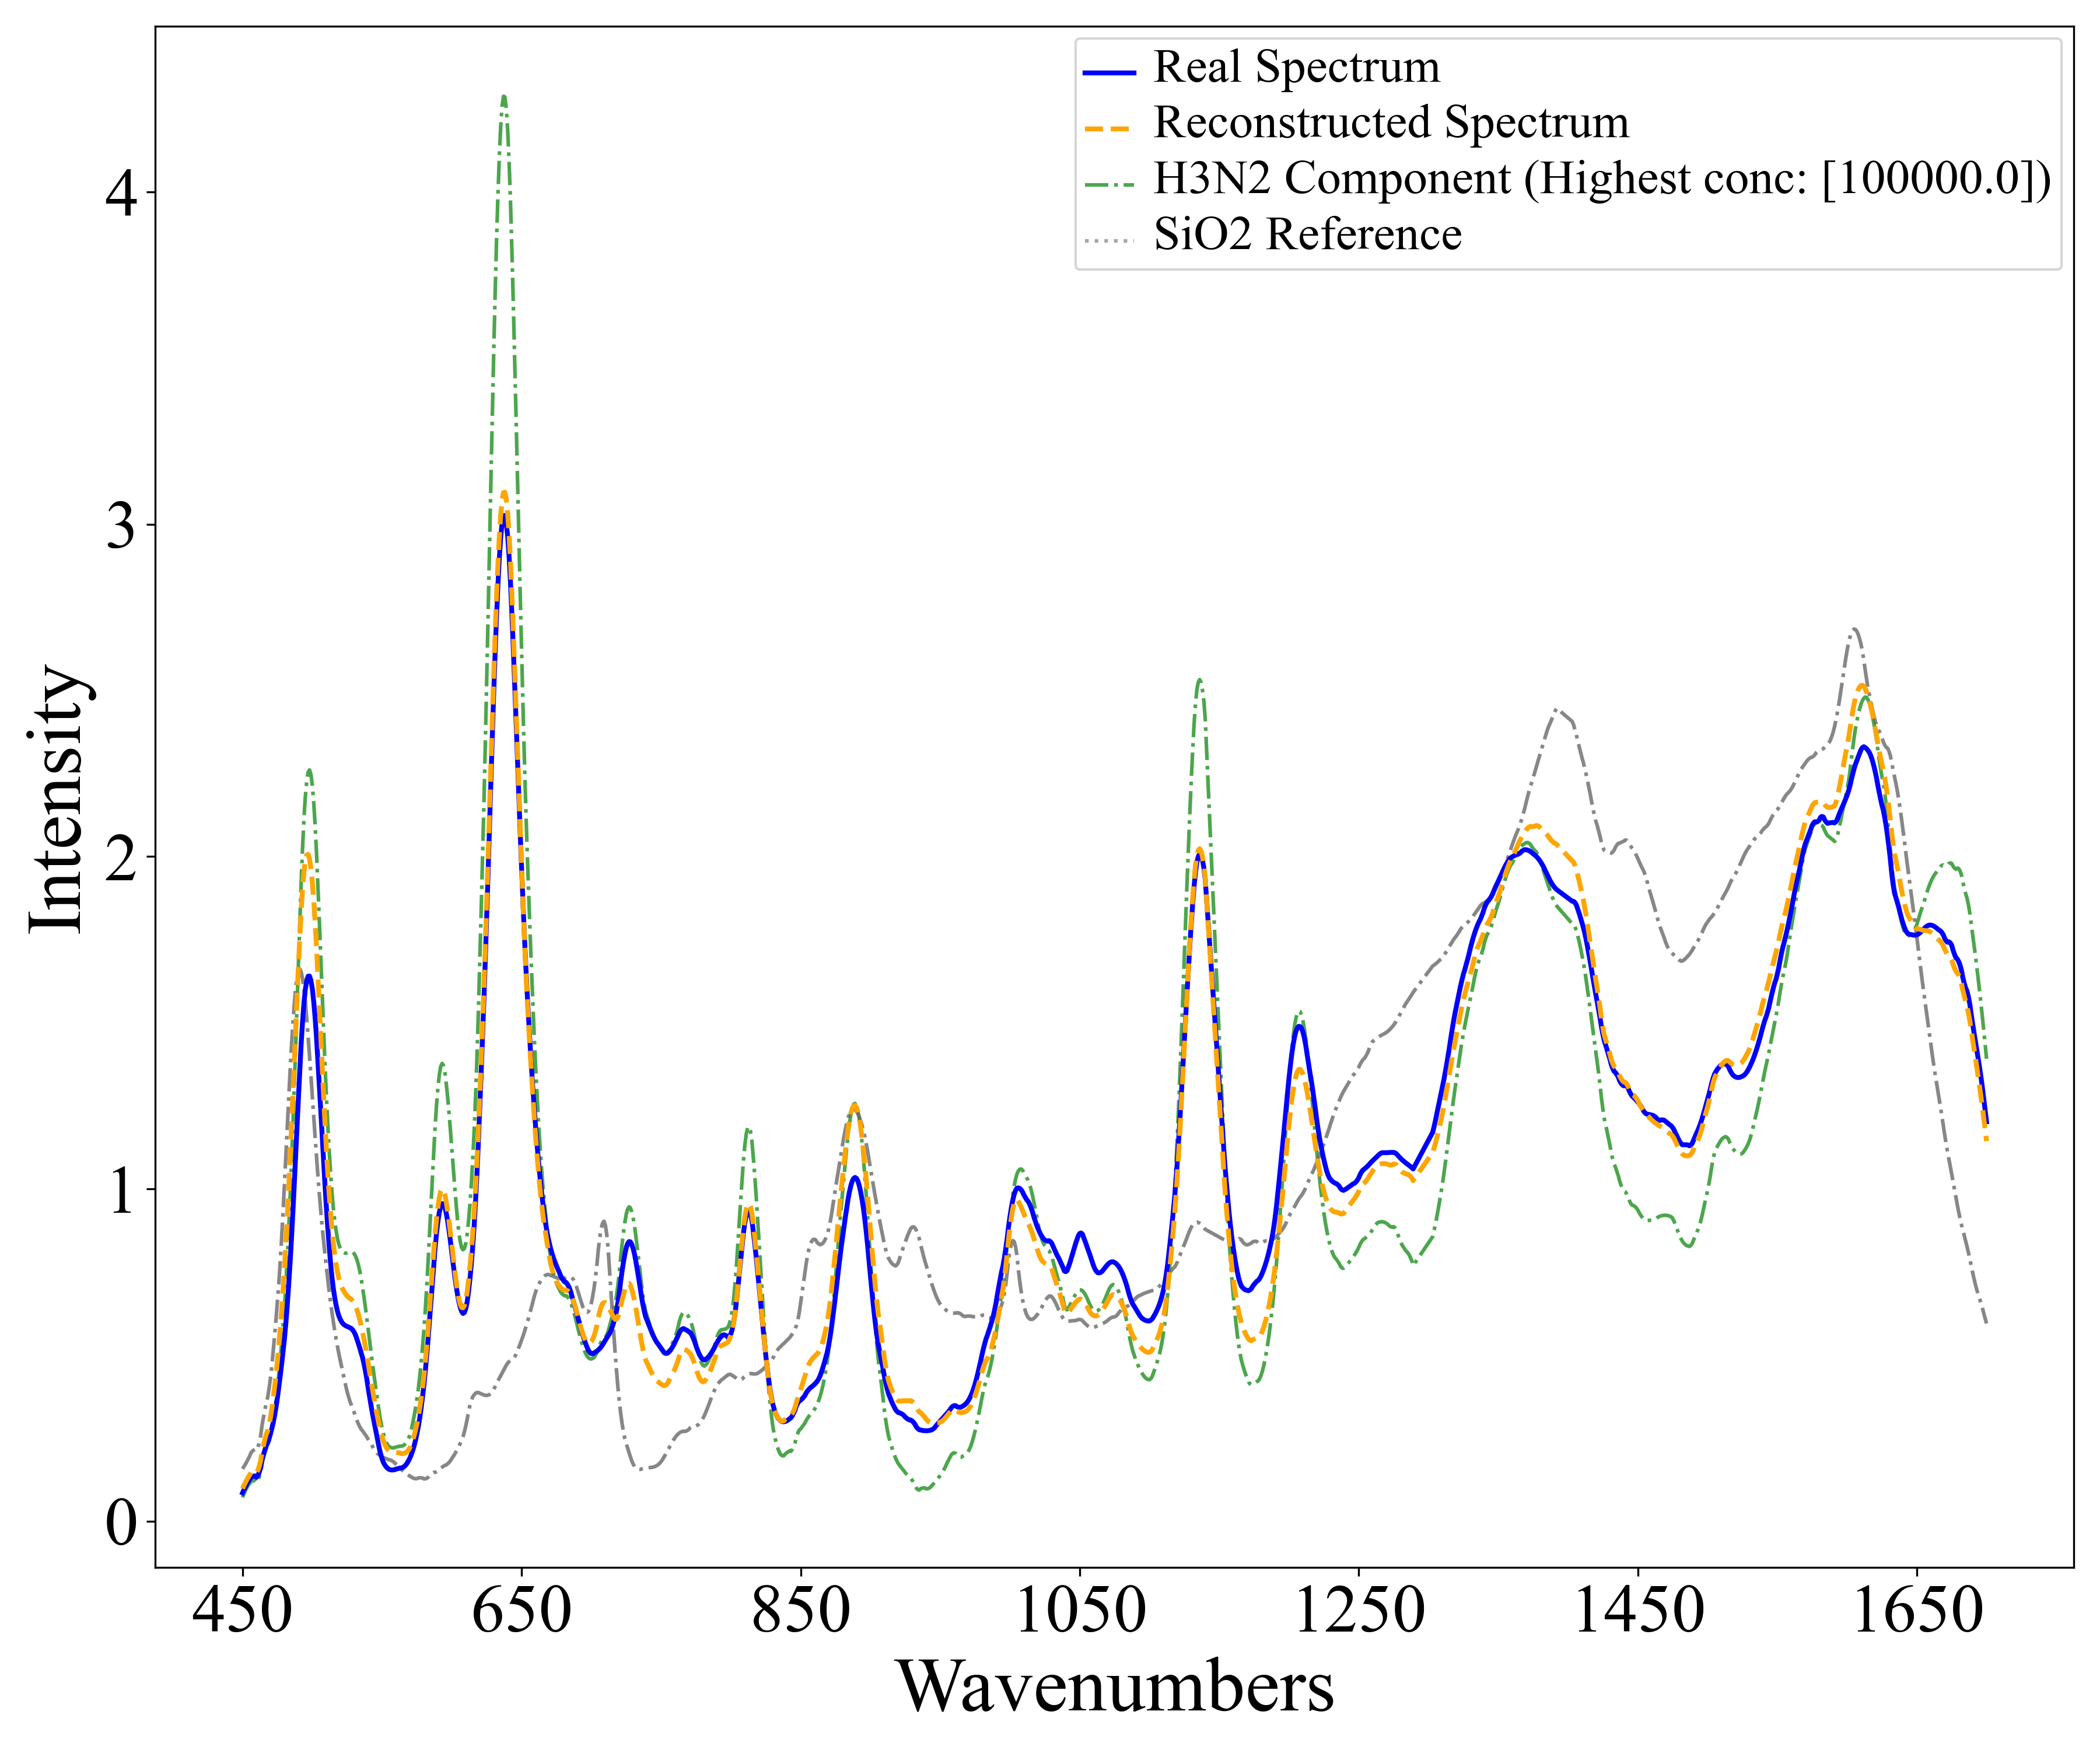 Real Spectrum
Reconstructed Spectrum
H3N2 Component (Highest conc: [100000.0])
SiO2 Reference
Intensity
4
3
2
1
0
450 650 850 1050 1250 1450 1650
Wavenumbers